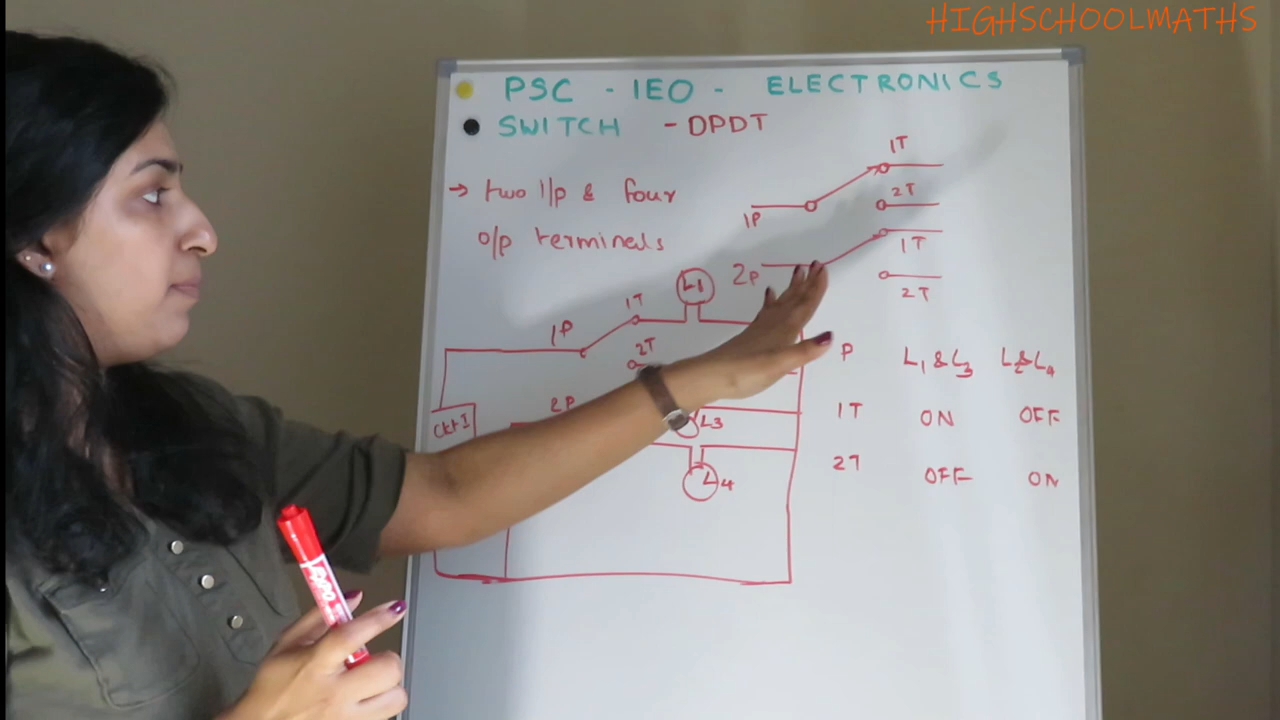 HIGHSCHOOLMATHS
PSC - IEO - ELECTRONICS
SWITCH - DPDT
→ two i/p & four
o/p terminals
1T
2T
1P
1T
2P
2T
L1
1T
1P
2T
2P
Ckt I
L3
L4
P L1 & L3 L2 & L4
1T ON OFF
2T OFF ON